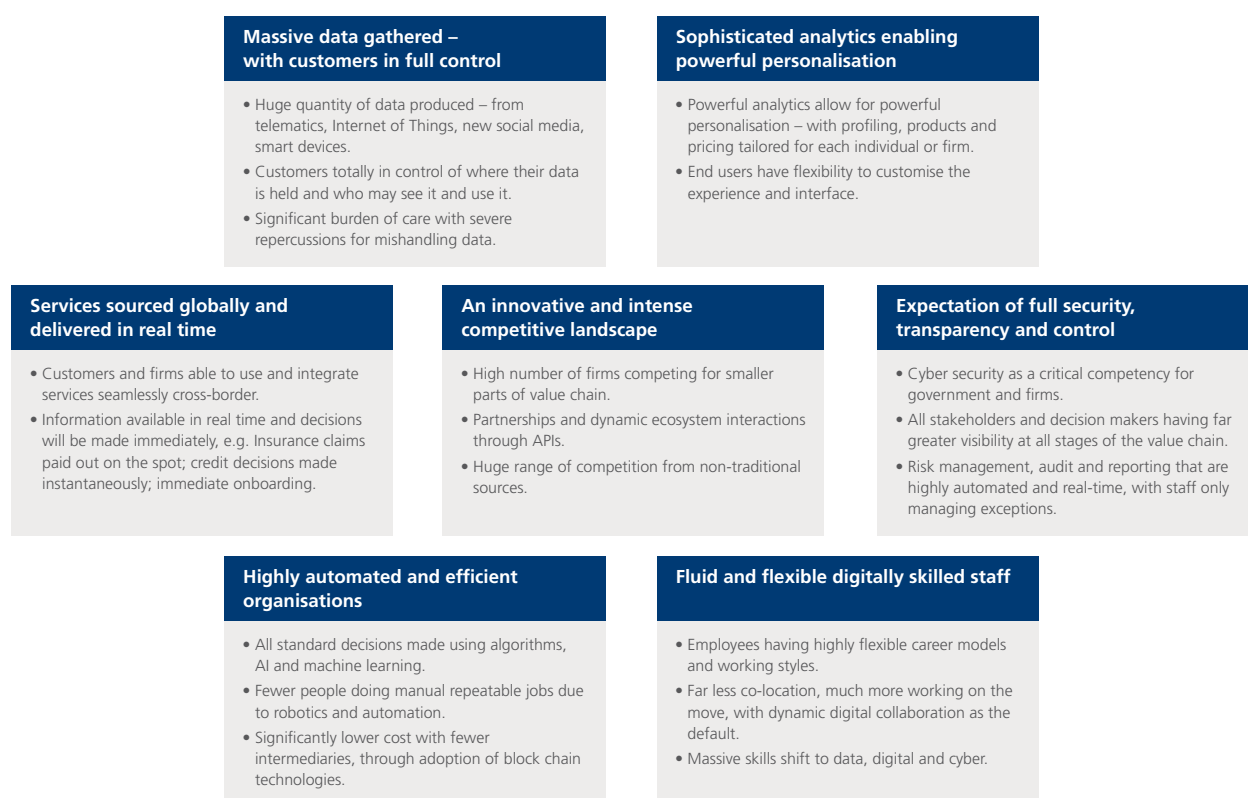 Massive data gathered –
with customers in full control
• Huge quantity of data produced – from
telematics, Internet of Things, new social media,
smart devices.
• Customers totally in control of where their data
is held and who may see it and use it.
• Significant burden of care with severe
repercussions for mishandling data.
Sophisticated analytics enabling
powerful personalisation
• Powerful analytics allow for powerful
personalisation – with profiling, products and
pricing tailored for each individual or firm.
• End users have flexibility to customise the
experience and interface.
Services sourced globally and
delivered in real time
• Customers and firms able to use and integrate
services seamlessly cross-border.
• Information available in real time and decisions
will be made immediately, e.g. Insurance claims
paid out on the spot; credit decisions made
instantaneously; immediate onboarding.
An innovative and intense
competitive landscape
• High number of firms competing for smaller
parts of value chain.
• Partnerships and dynamic ecosystem interactions
through APIs.
• Huge range of competition from non-traditional
sources.
Expectation of full security,
transparency and control
• Cyber security as a critical competency for
government and firms.
• All stakeholders and decision makers having far
greater visibility at all stages of the value chain.
• Risk management, audit and reporting that are
highly automated and real-time, with staff only
managing exceptions.
Highly automated and efficient
organisations
• All standard decisions made using algorithms,
AI and machine learning.
• Fewer people doing manual repeatable jobs due
to robotics and automation.
• Significantly lower cost with fewer
intermediaries, through adoption of block chain
technologies.
Fluid and flexible digitally skilled staff
• Employees having highly flexible career models
and working styles.
• Far less co-location, much more working on the
move, with dynamic digital collaboration as the
default.
• Massive skills shift to data, digital and cyber.